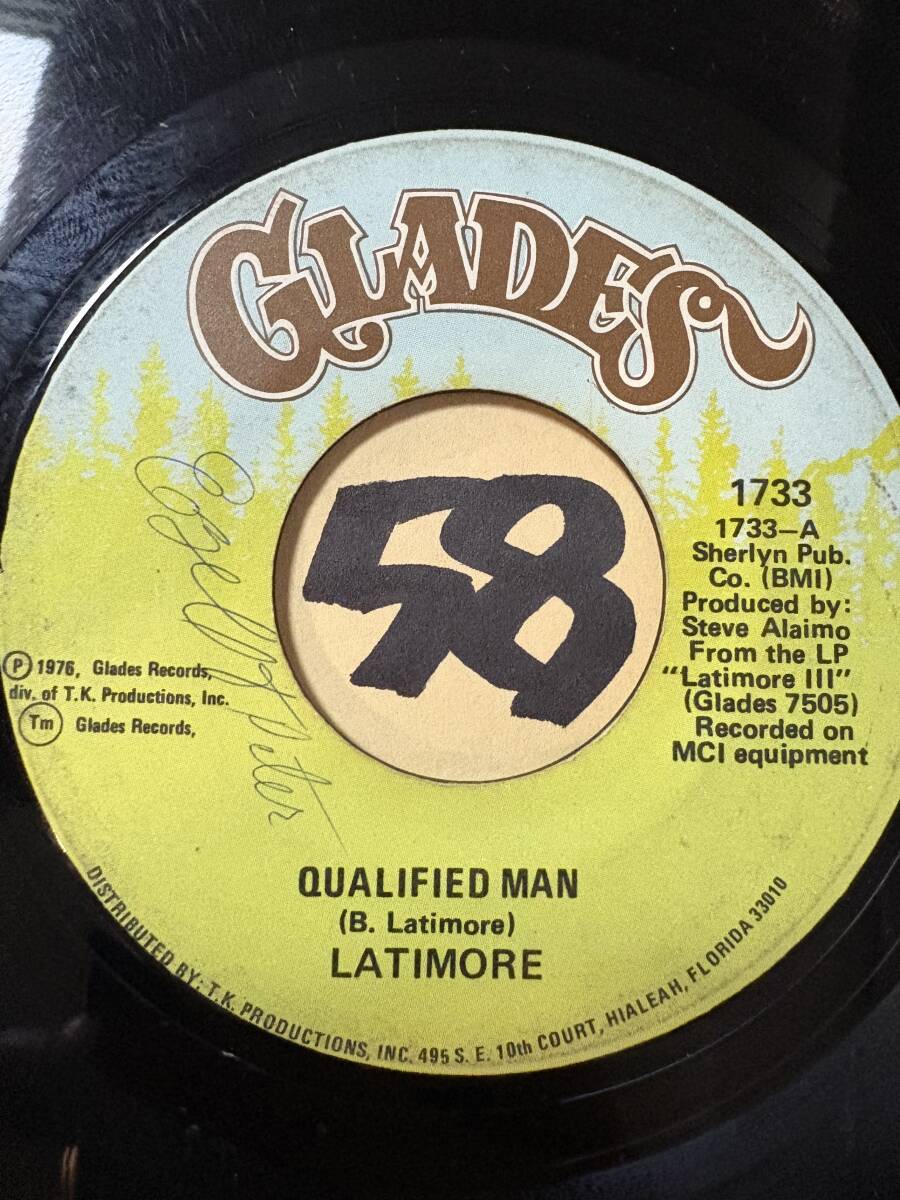 GLADES
1733
1733-A
Sherlyn Pub.
Co. (BMI)
Produced by:
Steve Alaimo
From the LP
"Latimore III"
(Glades 7505)
Recorded on
MCI equipment
Ⓟ 1976, Glades Records,
div. of T.K. Productions, Inc.
Tm Glades Records,
QUALIFIED MAN
(B. Latimore)
LATIMORE
DISTRIBUTED BY: T.K. PRODUCTIONS, INC. 495 S. E. 10th COURT, HIALEAH, FLORIDA 33010